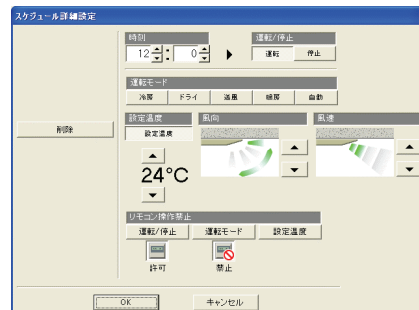 スケジュール詳細設定
時刻
運転/停止
12 : 0
運転
停止
運転モード
冷房
ドライ
送風
暖房
自動
削除
設定温度
風向
風速
設定温度
24°C
リモコン操作禁止
運転/停止
運転モード
設定温度
許可
禁止
OK
キャンセル